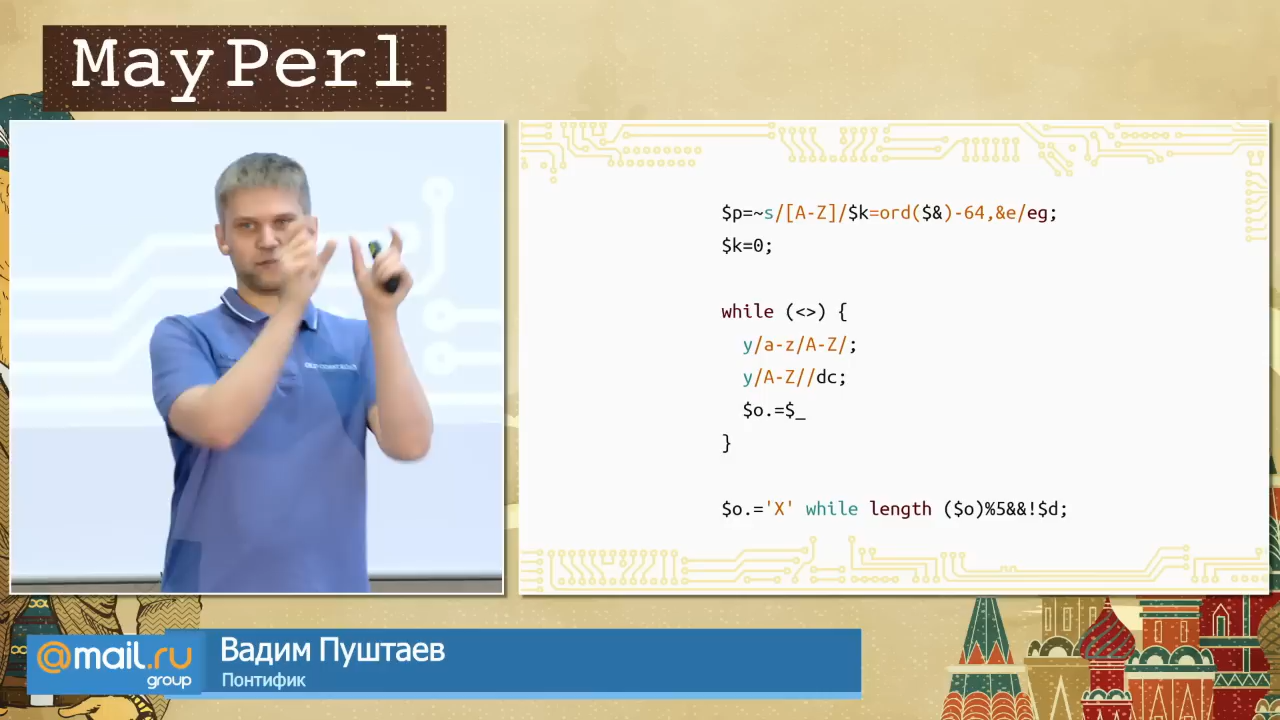 MayPerl
$p=~s/[A-Z]/$k=ord($&)-64,&e/eg;
$k=0;
while (<>) {
y/a-z/A-Z/;
y/A-Z//dc;
$o.=$_
}
$o.='X' while length ($o)%5&&!$d;
@mail.ru
group
Вадим Пуштаев
Понтифик